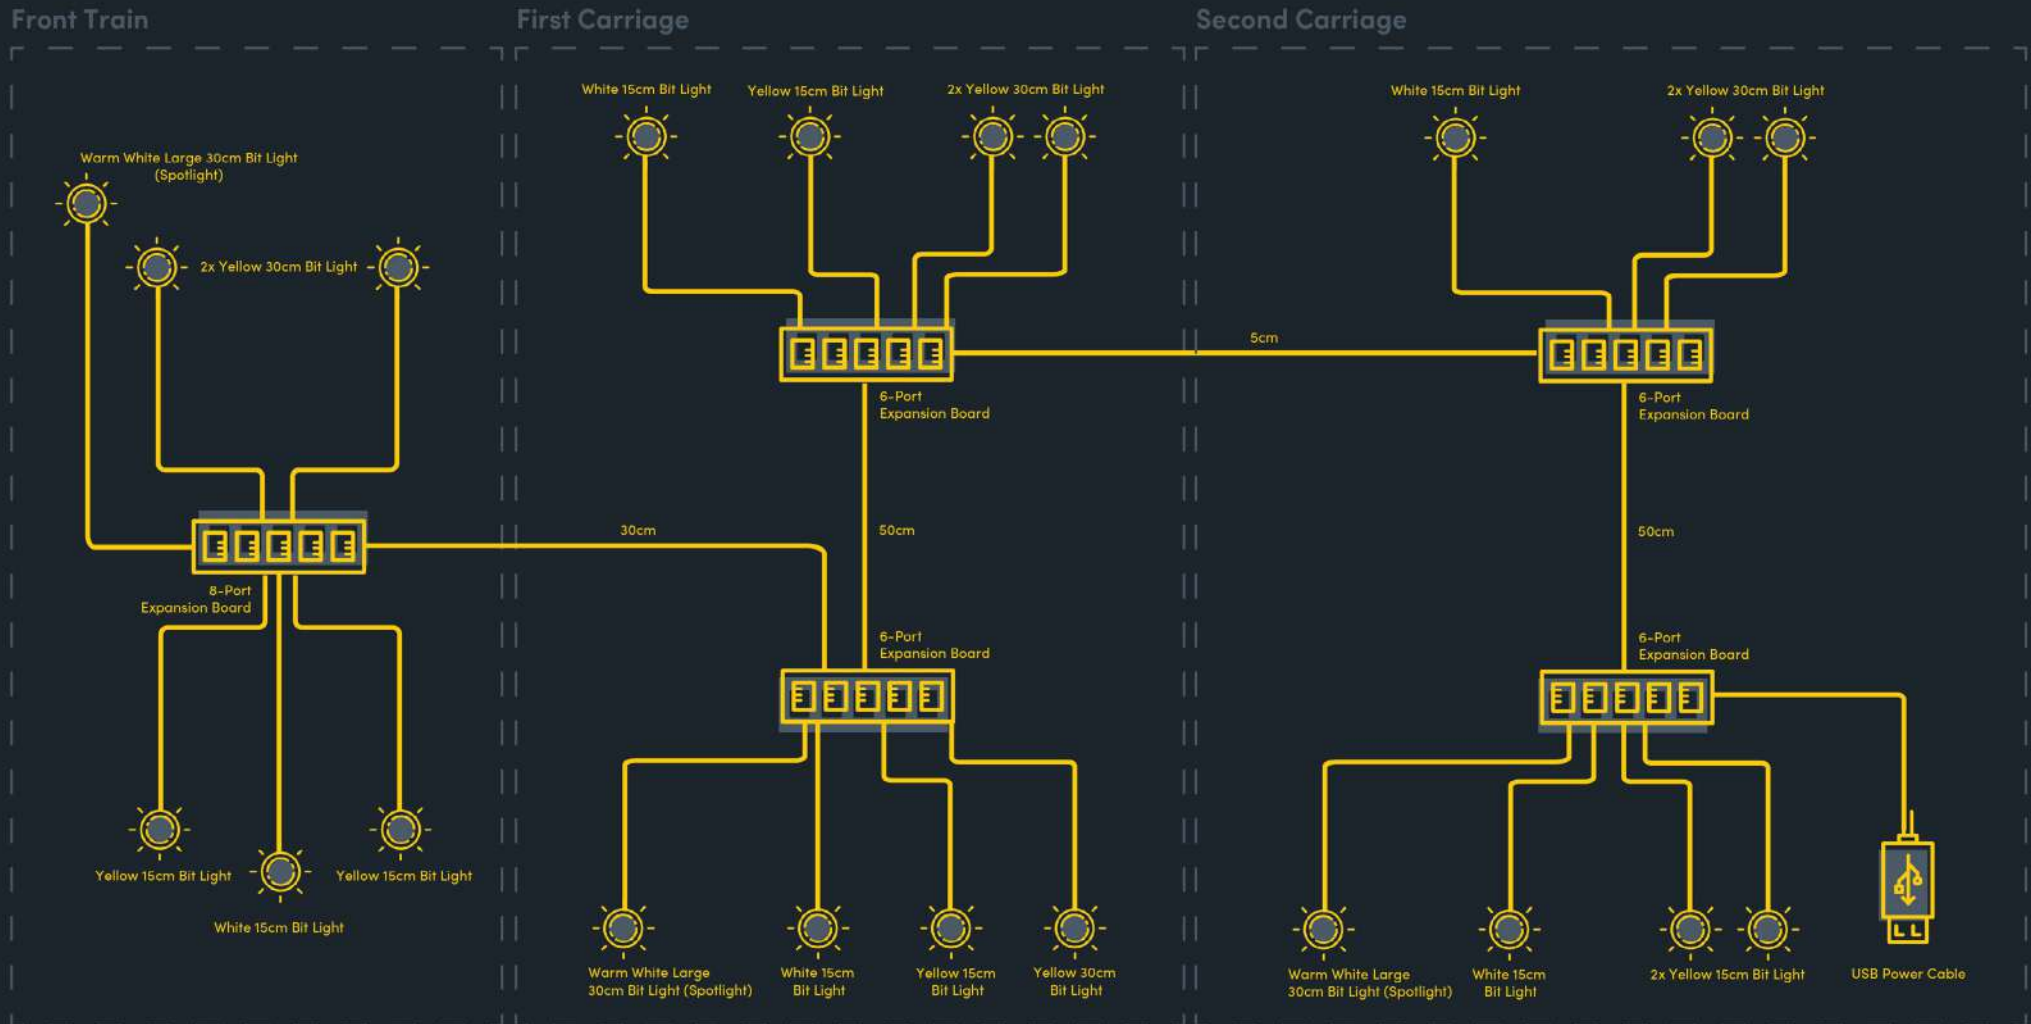 Front Train
First Carriage
Second Carriage
White 15cm Bit Light
Yellow 15cm Bit Light
2x Yellow 30cm Bit Light
White 15cm Bit Light
2x Yellow 30cm Bit Light
Warm White Large 30cm Bit Light
(Spotlight)
2x Yellow 30cm Bit Light
5cm
6-Port
Expansion Board
6-Port
Expansion Board
30cm
50cm
50cm
8-Port
Expansion Board
6-Port
Expansion Board
6-Port
Expansion Board
Yellow 15cm Bit Light
Yellow 15cm Bit Light
White 15cm Bit Light
Warm White Large
30cm Bit Light (Spotlight)
White 15cm
Bit Light
Yellow 15cm
Bit Light
Yellow 30cm
Bit Light
Warm White Large
30cm Bit Light (Spotlight)
White 15cm
Bit Light
2x Yellow 15cm Bit Light
USB Power Cable